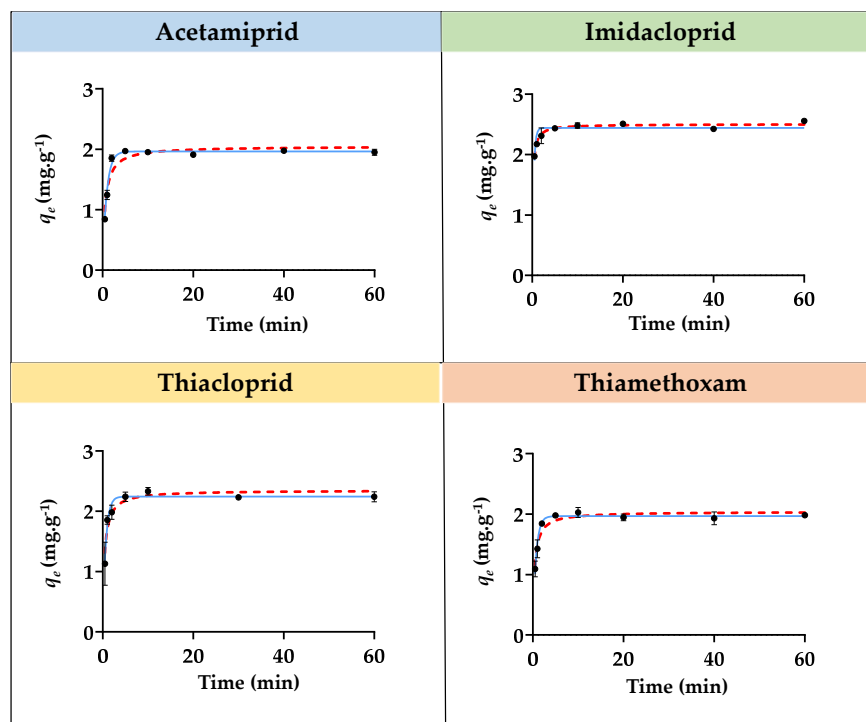 Acetamiprid
Imidacloprid
3
2
1
0
qₑ (mg.g⁻¹)
0 20 40 60
Time (min)
3
2
1
0
qₑ (mg.g⁻¹)
0 20 40 60
Time (min)
Thiacloprid
Thiamethoxam
3
2
1
0
qₑ (mg.g⁻¹)
0 20 40 60
Time (min)
3
2
1
0
qₑ (mg.g⁻¹)
0 20 40 60
Time (min)